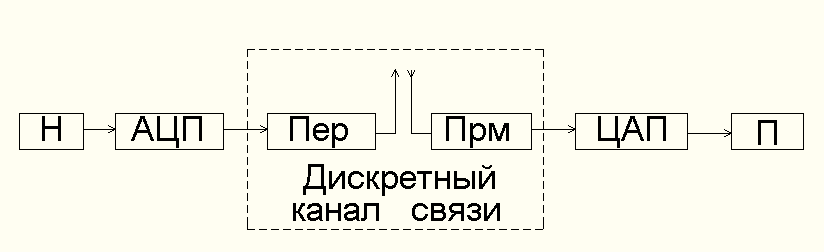 Н АЦП Пер Прм ЦАП П
Дискретный
канал связи